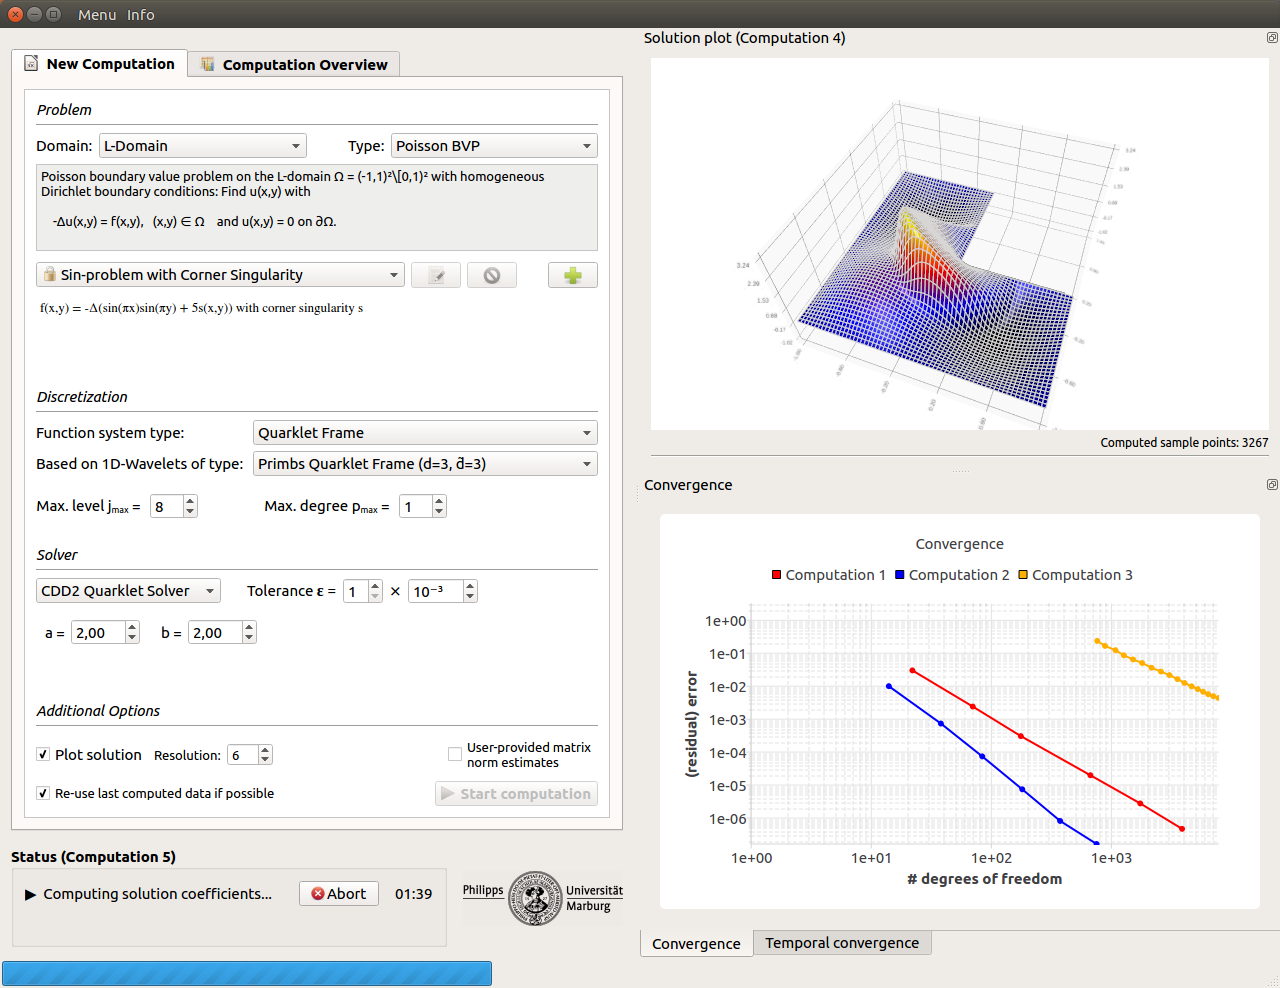 Menu Info
New Computation
Computation Overview
Problem
Domain: L-Domain Type: Poisson BVP
Poisson boundary value problem on the L-domain Ω = (-1,1)²\[0,1)² with homogeneous
Dirichlet boundary conditions: Find u(x,y) with
-Δu(x,y) = f(x,y), (x,y) ∈ Ω and u(x,y) = 0 on ∂Ω.
Sin-problem with Corner Singularity
f(x,y) = -Δ(sin(πx)sin(πy) + 5s(x,y)) with corner singularity s
Discretization
Function system type: Quarklet Frame
Based on 1D-Wavelets of type: Primbs Quarklet Frame (d=3, d̃=3)
Max. level jmax = 8 Max. degree pmax = 1
Solver
CDD2 Quarklet Solver Tolerance ε = 1 × 10⁻³
a = 2,00 b = 2,00
Additional Options
Plot solution Resolution: 6
User-provided matrix
norm estimates
Re-use last computed data if possible
Start computation
Status (Computation 5)
Computing solution coefficients...
Abort
01:39
Philipps Universität
Marburg
Solution plot (Computation 4)
3.24
2.39
1.53
0.68
-0.17
-1.02
3.24
2.39
1.53
0.68
-0.17
-1.02
Computed sample points: 3267
Convergence
Convergence
Computation 1 Computation 2 Computation 3
1e+00
1e-01
1e-02
1e-03
1e-04
1e-05
1e-06
(residual) error
1e+00 1e+01 1e+02 1e+03
# degrees of freedom
Convergence
Temporal convergence